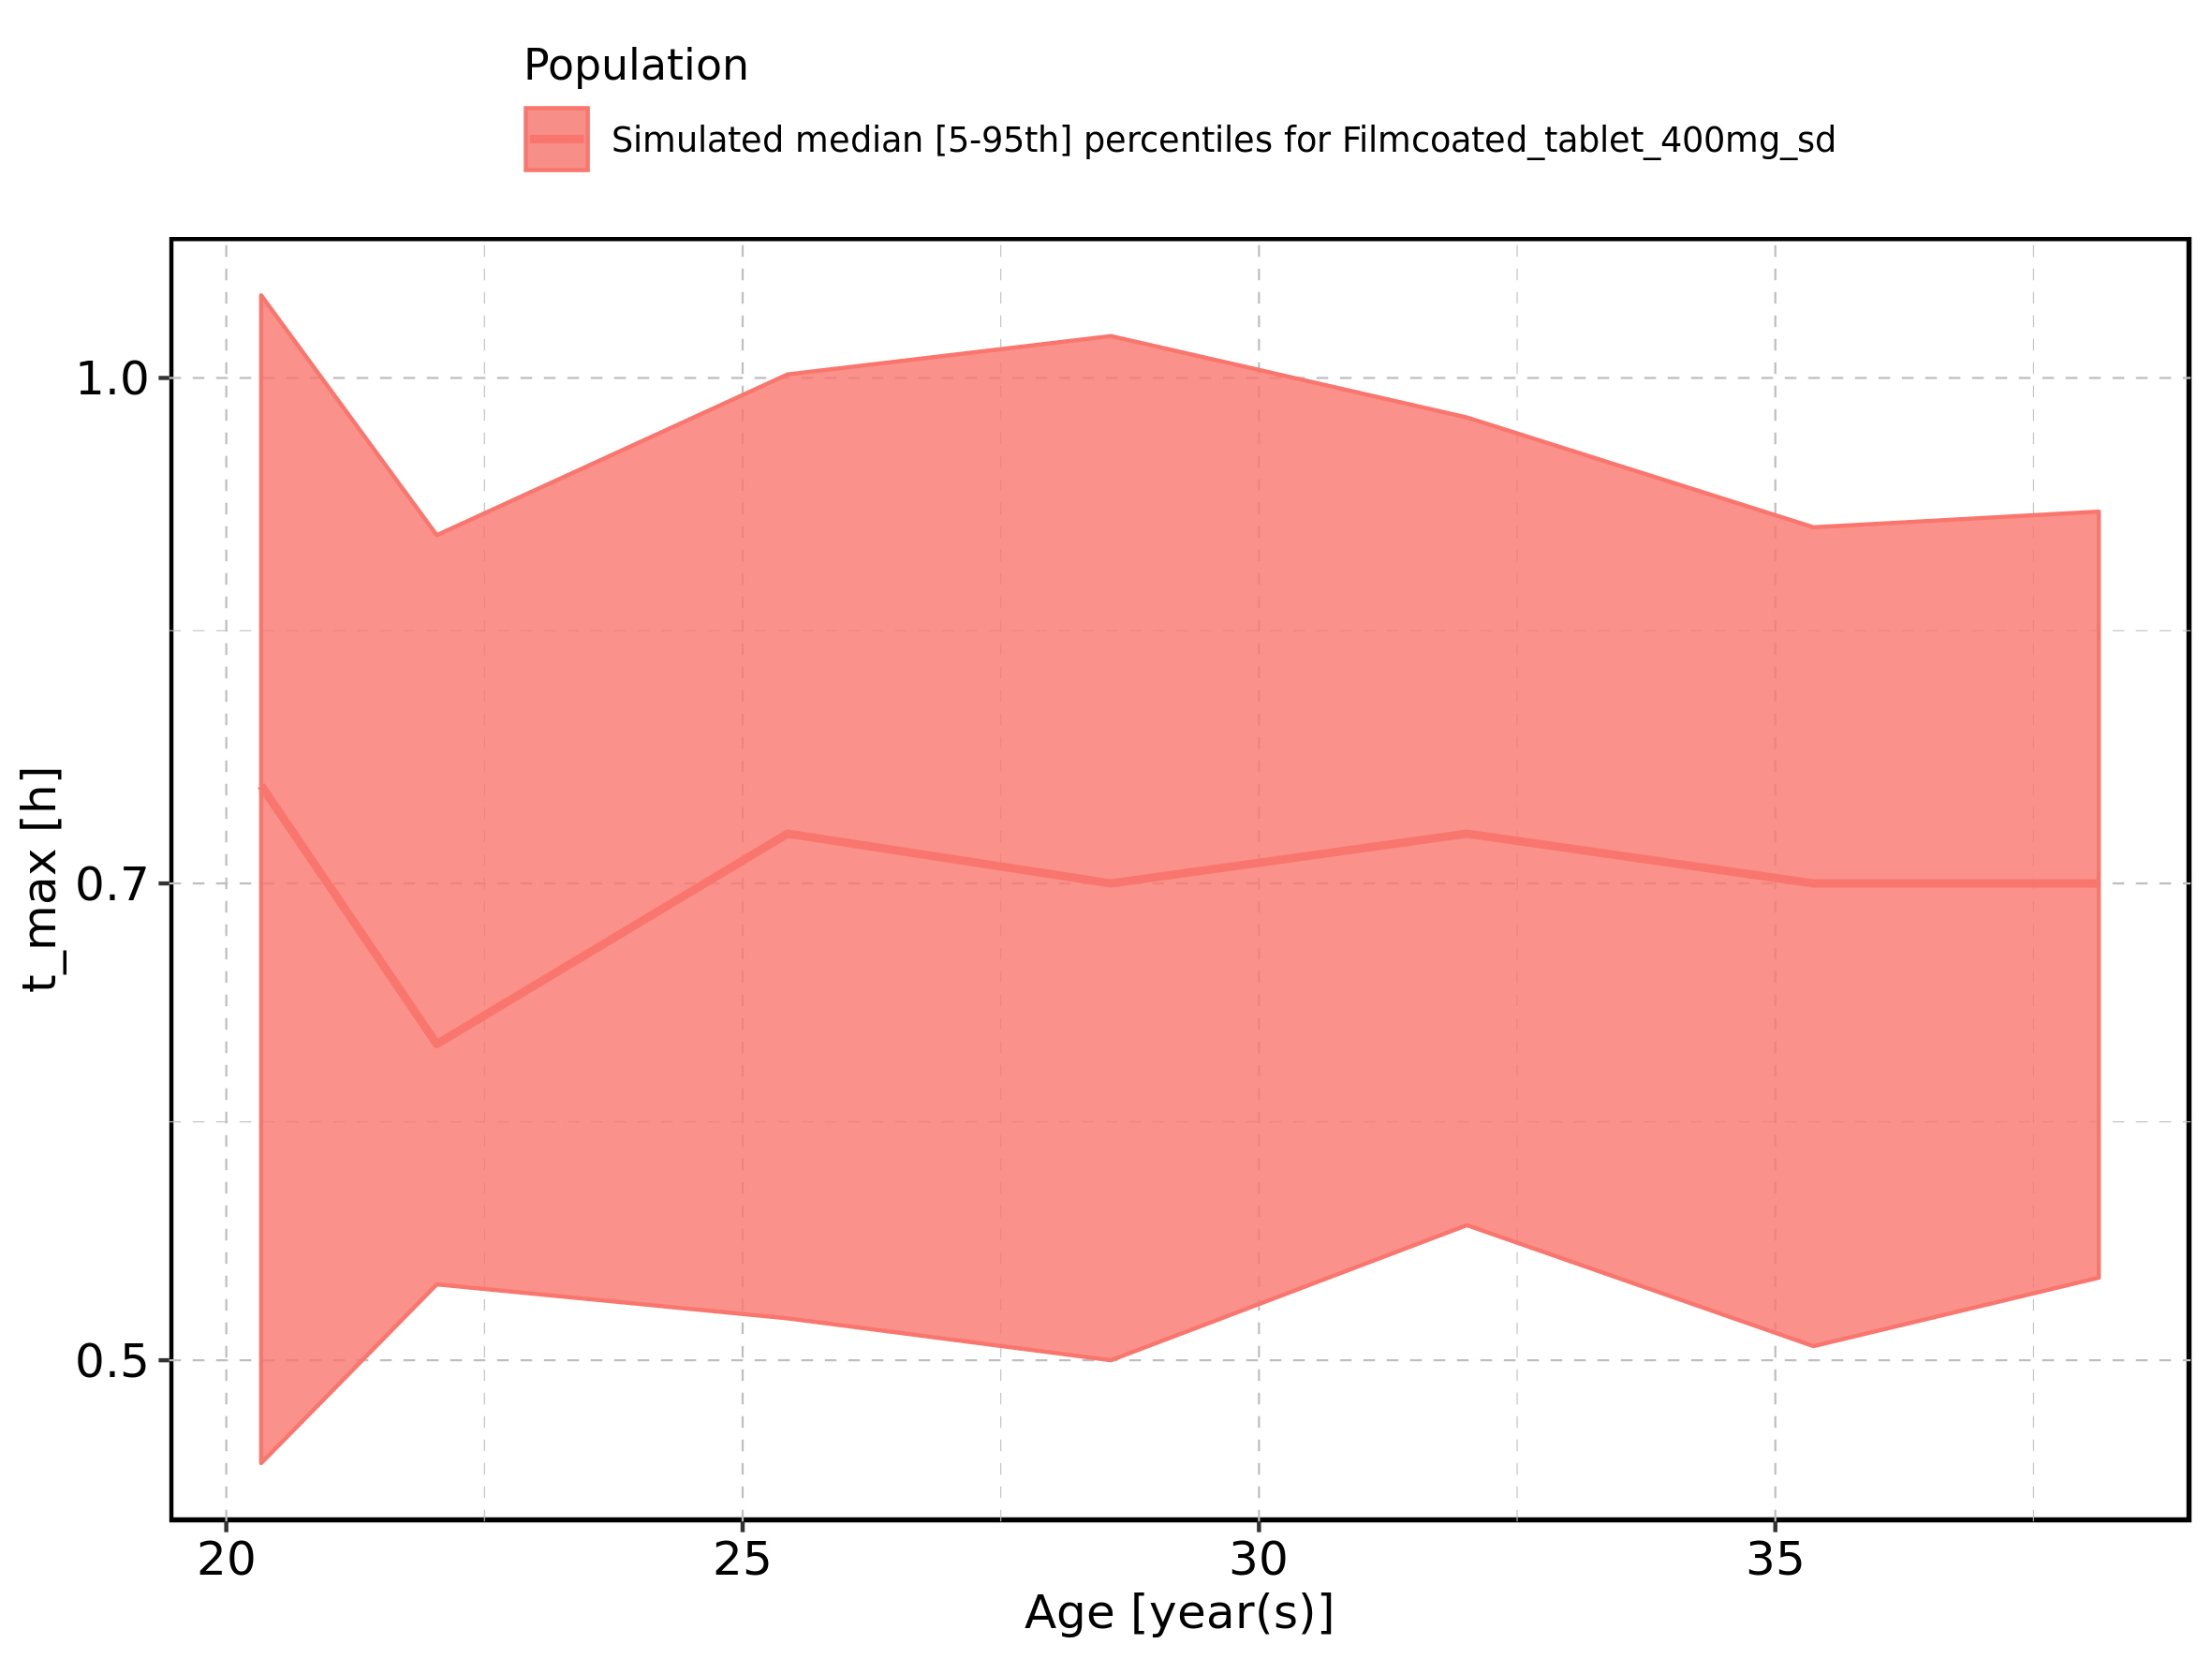 Population
Simulated median [5-95th] percentiles for Filmcoated_tablet_400mg_sd
t_max [h]
1.0
0.7
0.5
20 25 30 35
Age [year(s)]